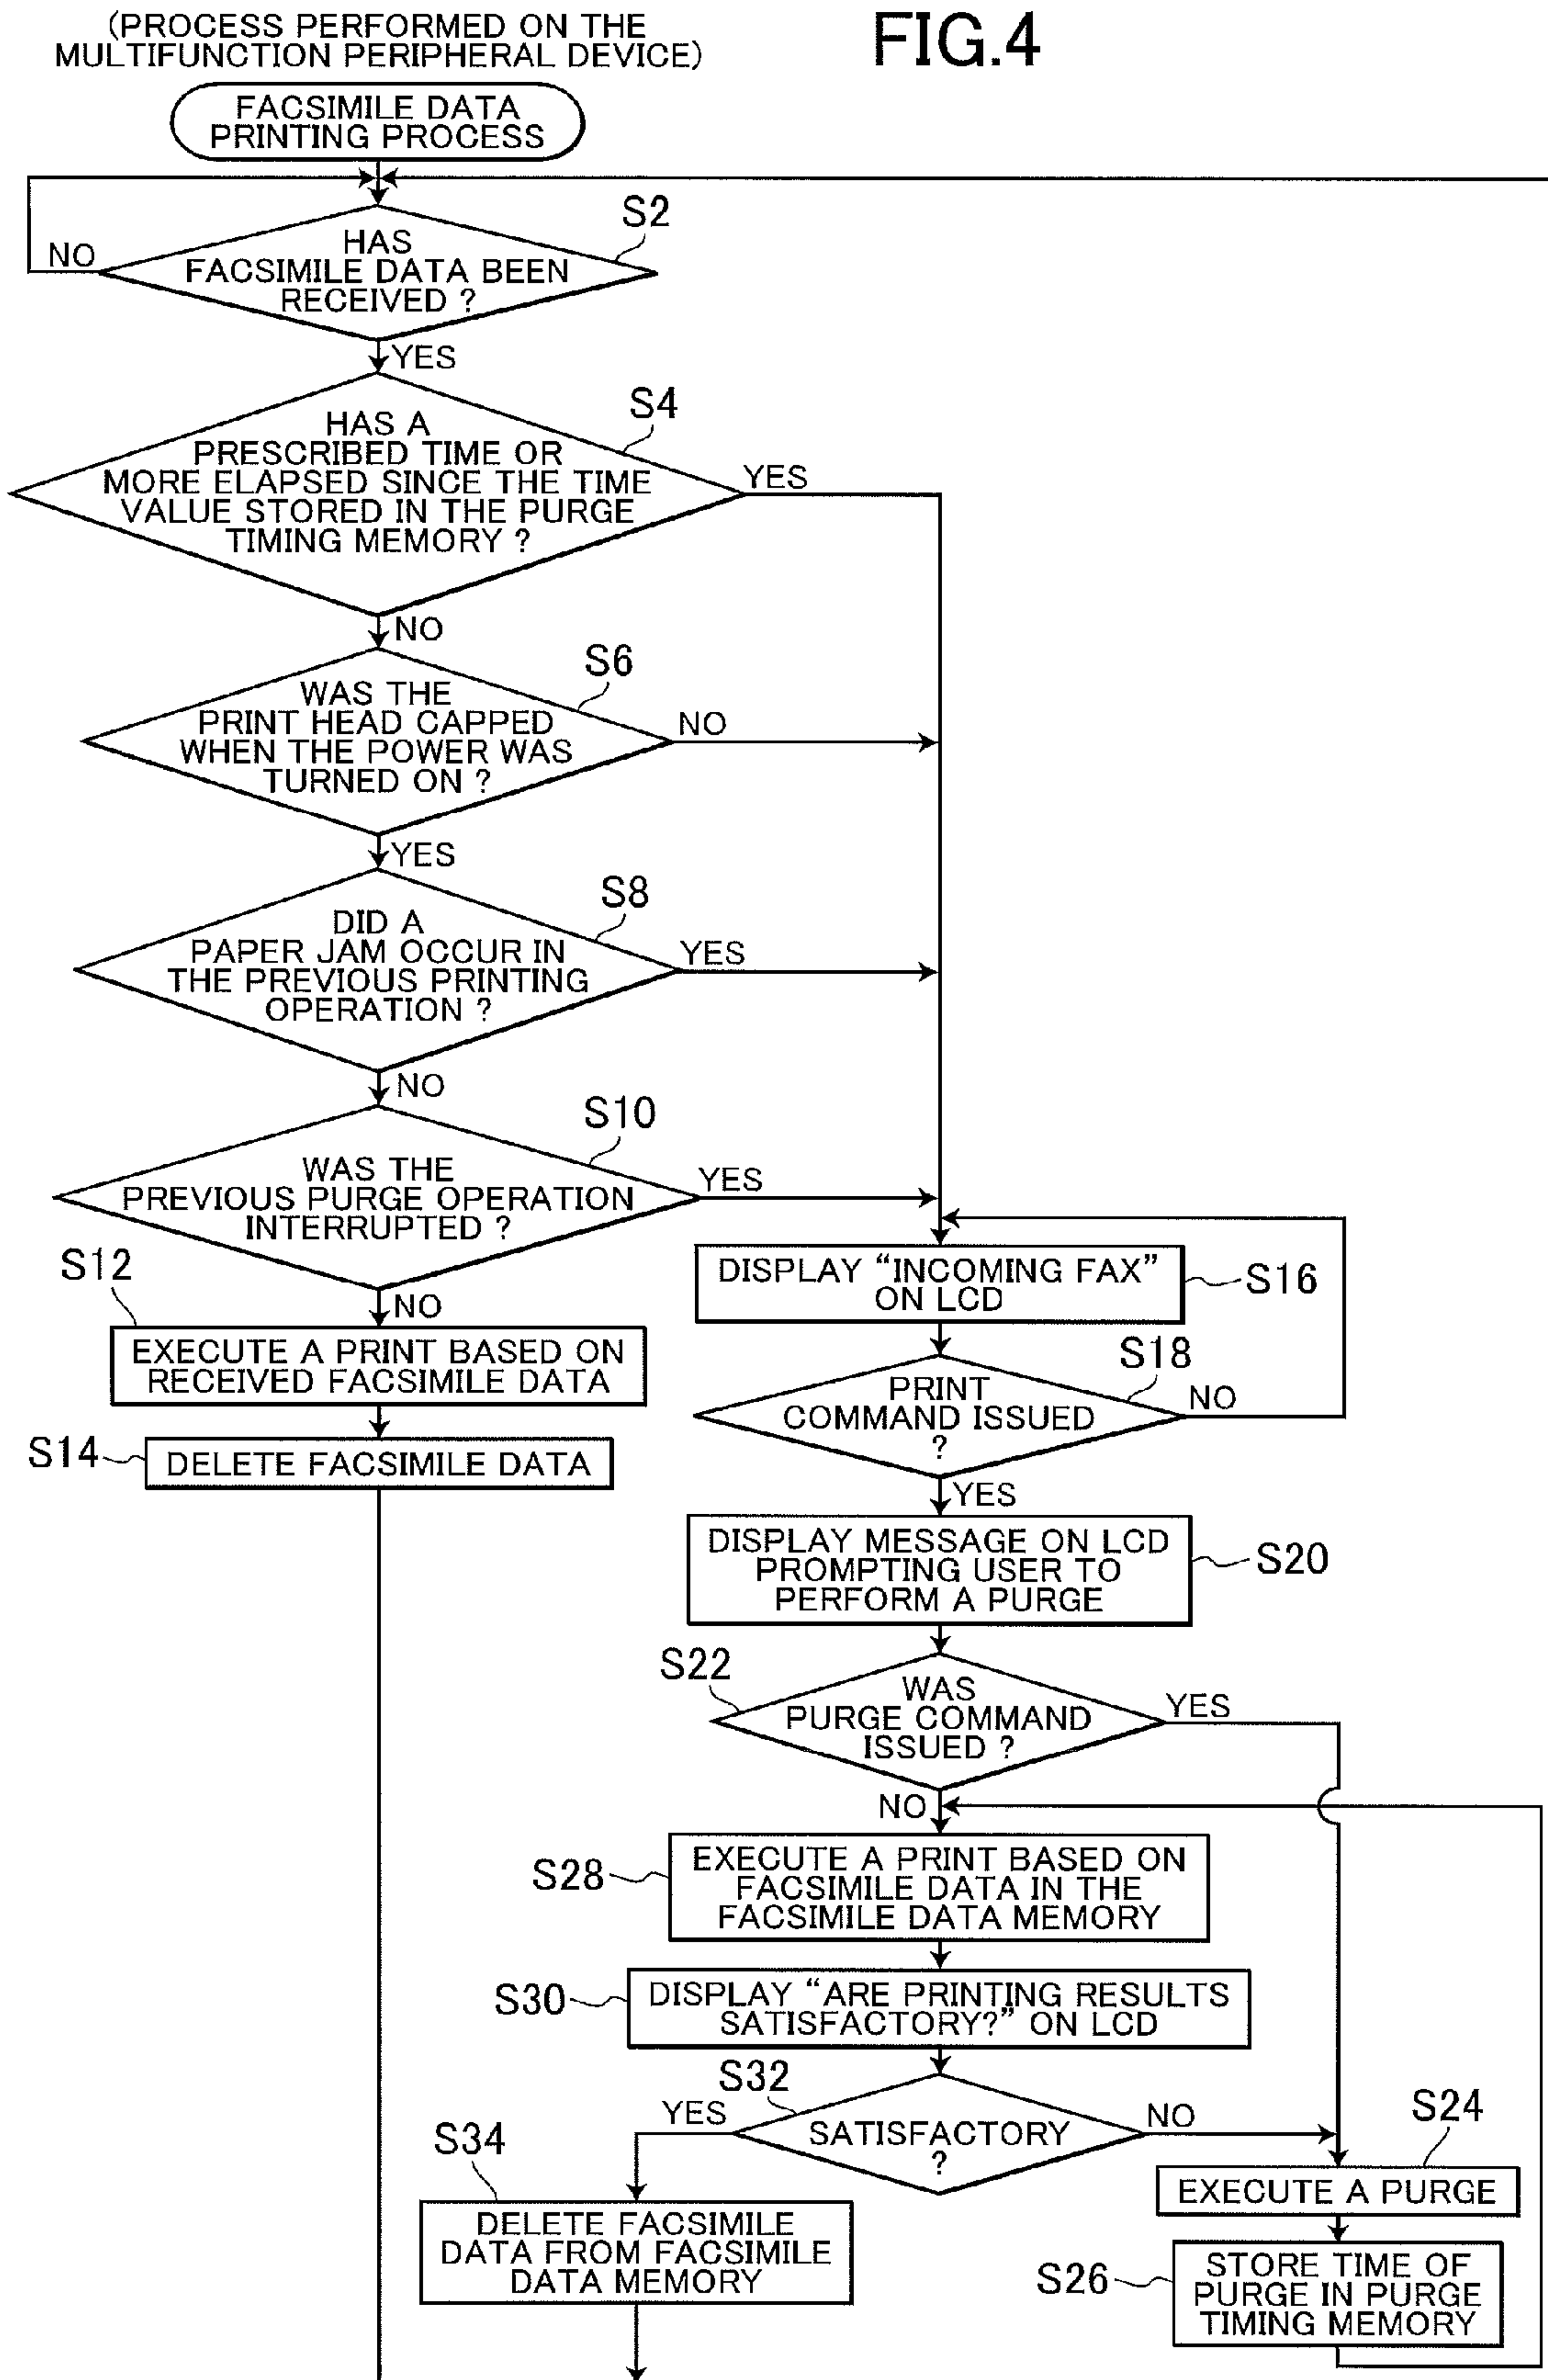 (PROCESS PERFORMED ON THE
MULTIFUNCTION PERIPHERAL DEVICE)
FIG.4
FACSIMILE DATA
PRINTING PROCESS
S2
HAS
FACSIMILE DATA BEEN
RECEIVED ?
NO
YES
S4
HAS A
PRESCRIBED TIME OR
MORE ELAPSED SINCE THE TIME
VALUE STORED IN THE PURGE
TIMING MEMORY ?
YES
NO
S6
WAS THE
PRINT HEAD CAPPED
WHEN THE POWER WAS
TURNED ON ?
NO
YES
S8
DID A
PAPER JAM OCCUR IN
THE PREVIOUS PRINTING
OPERATION ?
YES
NO
S10
WAS THE
PREVIOUS PURGE OPERATION
INTERRUPTED ?
YES
NO
S12
EXECUTE A PRINT BASED ON
RECEIVED FACSIMILE DATA
S14
DELETE FACSIMILE DATA
DISPLAY “INCOMING FAX”
ON LCD
S16
S18
PRINT
COMMAND ISSUED
?
NO
YES
DISPLAY MESSAGE ON LCD
PROMPTING USER TO
PERFORM A PURGE
S20
S22
WAS
PURGE COMMAND
ISSUED ?
YES
NO
S28
EXECUTE A PRINT BASED ON
FACSIMILE DATA IN THE
FACSIMILE DATA MEMORY
S30
DISPLAY “ARE PRINTING RESULTS
SATISFACTORY?” ON LCD
S32
SATISFACTORY
?
YES
NO
S34
DELETE FACSIMILE
DATA FROM FACSIMILE
DATA MEMORY
S24
EXECUTE A PURGE
S26
STORE TIME OF
PURGE IN PURGE
TIMING MEMORY